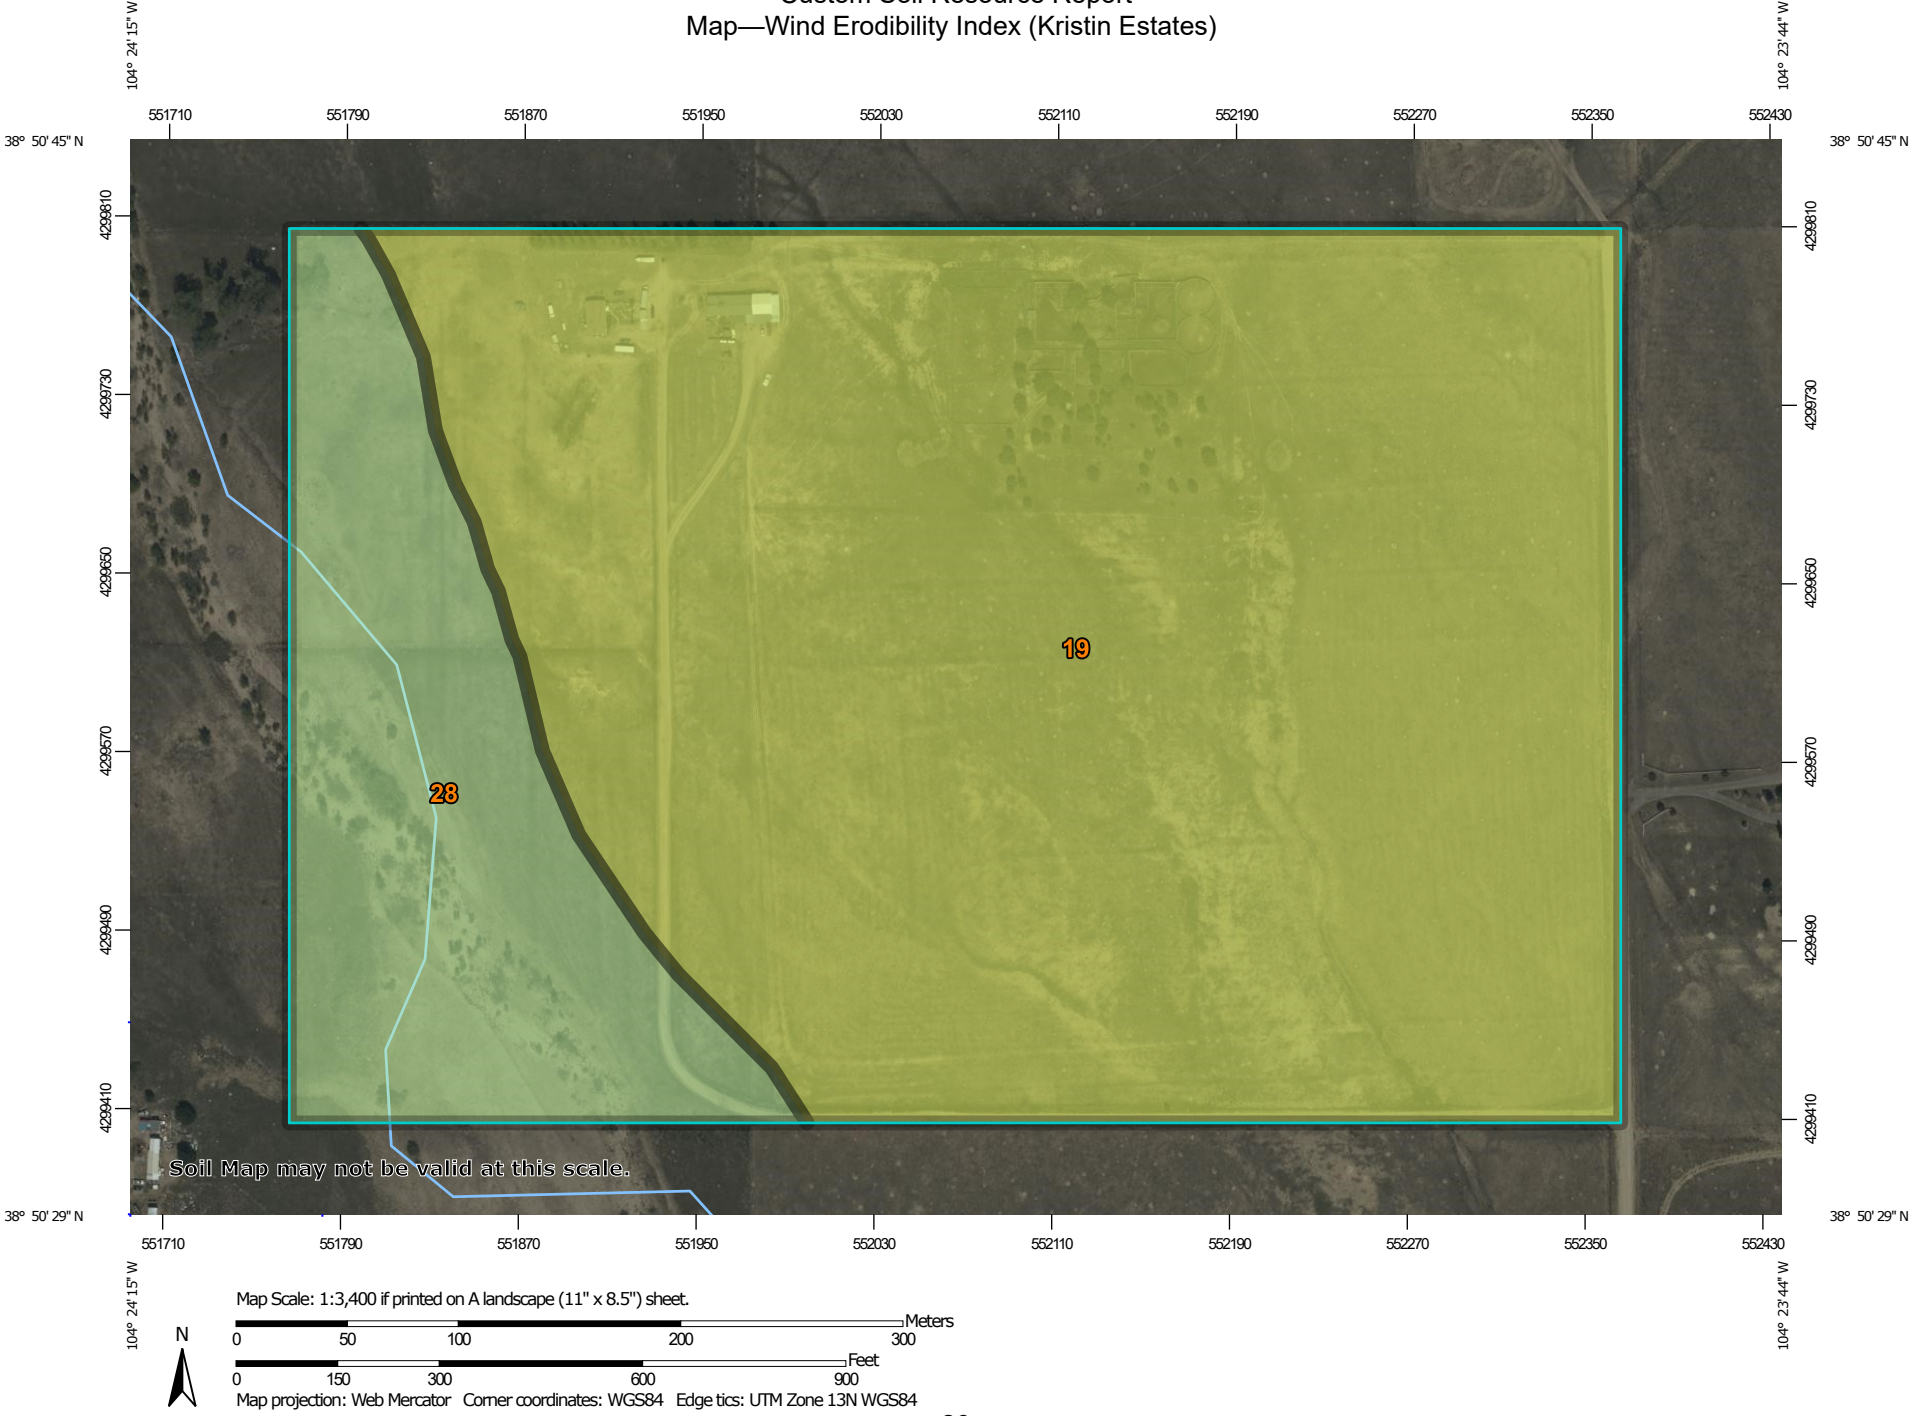 Custom Soil Resource Report
Map—Wind Erodibility Index (Kristin Estates)
104° 24' 15" W
104° 23' 44" W
551710 551790 551870 551950 552030 552110 552190 552270 552350 552430
38° 50' 45" N
38° 50' 45" N
4299810
4299810
4299730
4299730
4299650
4299650
19
4299570
4299570
28
4299490
4299490
4299410
4299410
Soil Map may not be valid at this scale.
38° 50' 29" N
38° 50' 29" N
551710 551790 551870 551950 552030 552110 552190 552270 552350 552430
104° 24' 15" W
104° 23' 44" W
Map Scale: 1:3,400 if printed on A landscape (11" x 8.5") sheet.
Meters
0 50 100 200 300
N
Feet
0 150 300 600 900
Map projection: Web Mercator Corner coordinates: WGS84 Edge tics: UTM Zone 13N WGS84